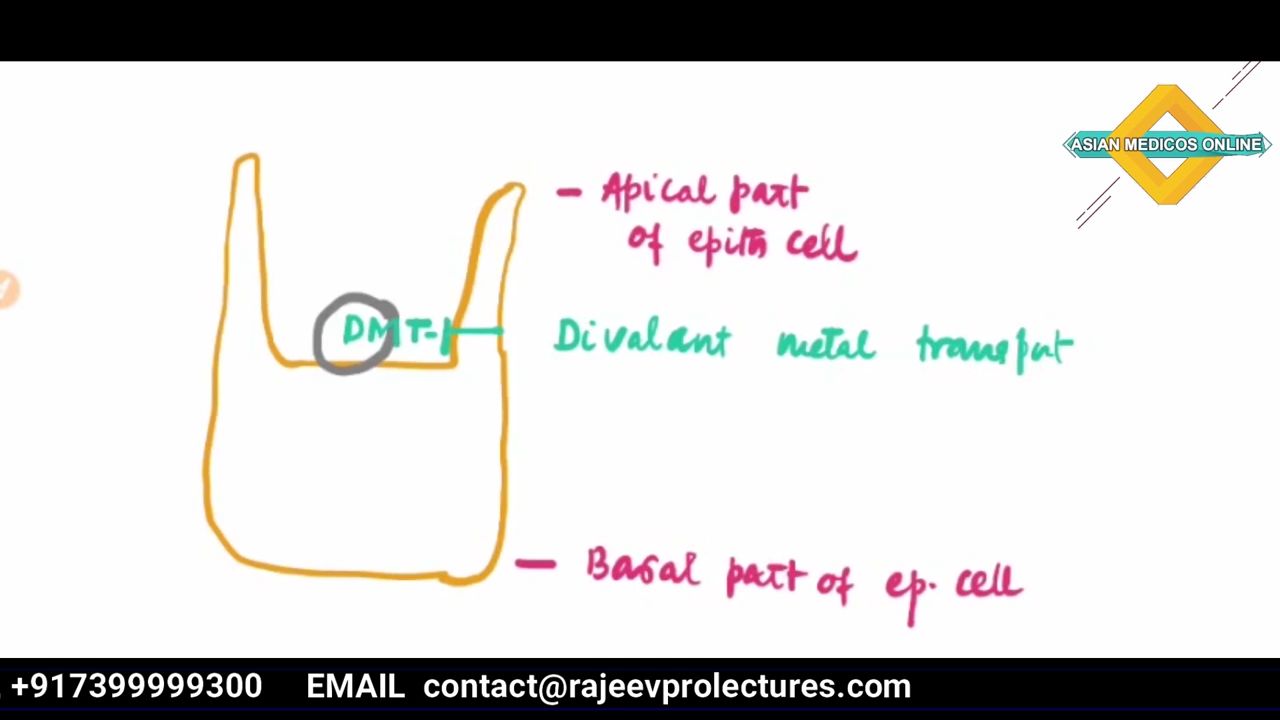 ASIAN MEDICOS ONLINE
- Apical part
of epith cell
DMT-1 Divalant metal transput
- Basal part of ep. cell
+917399999300 EMAIL contact@rajeevprolectures.com